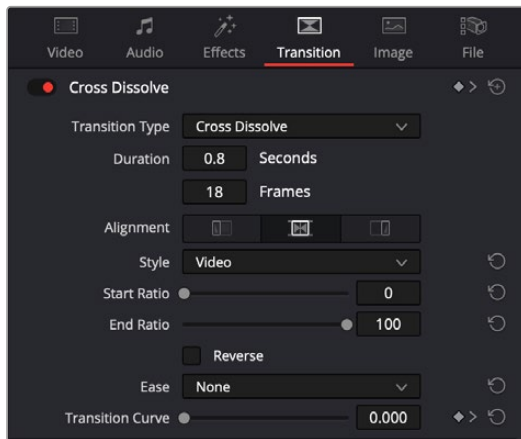 Video Audio Effects Transition Image File
Cross Dissolve
Transition Type Cross Dissolve
Duration 0.8 Seconds
18 Frames
Alignment
Style Video
Start Ratio 0
End Ratio 100
Reverse
Ease None
Transition Curve 0.000